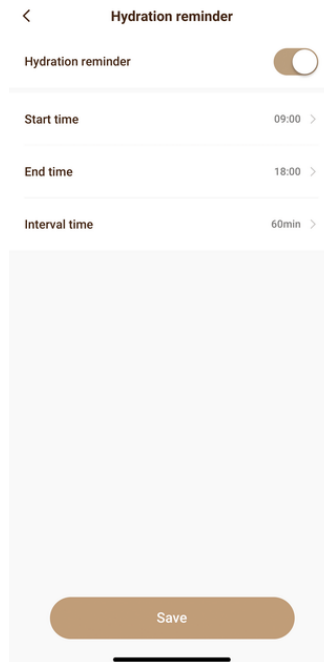 Hydration reminder
Hydration reminder
Start time 09:00
End time 18:00
Interval time 60min
Save